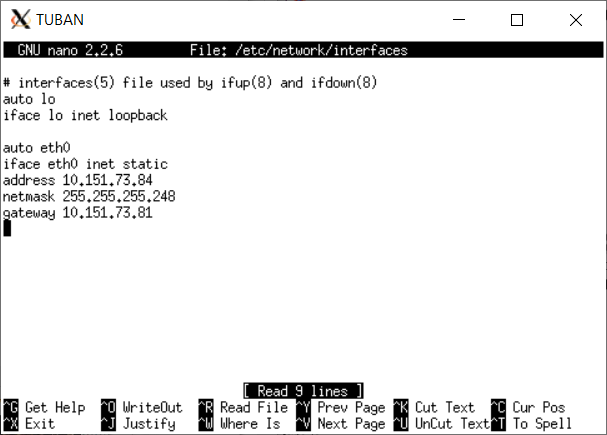 TUBAN
GNU nano 2.2.6 File: /etc/network/interfaces
# interfaces(5) file used by ifup(8) and ifdown(8)
auto lo
iface lo inet loopback
auto eth0
iface eth0 inet static
address 10.151.73.84
netmask 255.255.255.248
gateway 10.151.73.81
[ Read 9 lines ]
^G Get Help ^O WriteOut ^R Read File ^Y Prev Page ^K Cut Text ^C Cur Pos
^X Exit ^J Justify ^W Where Is ^V Next Page ^U UnCut Text ^T To Spell